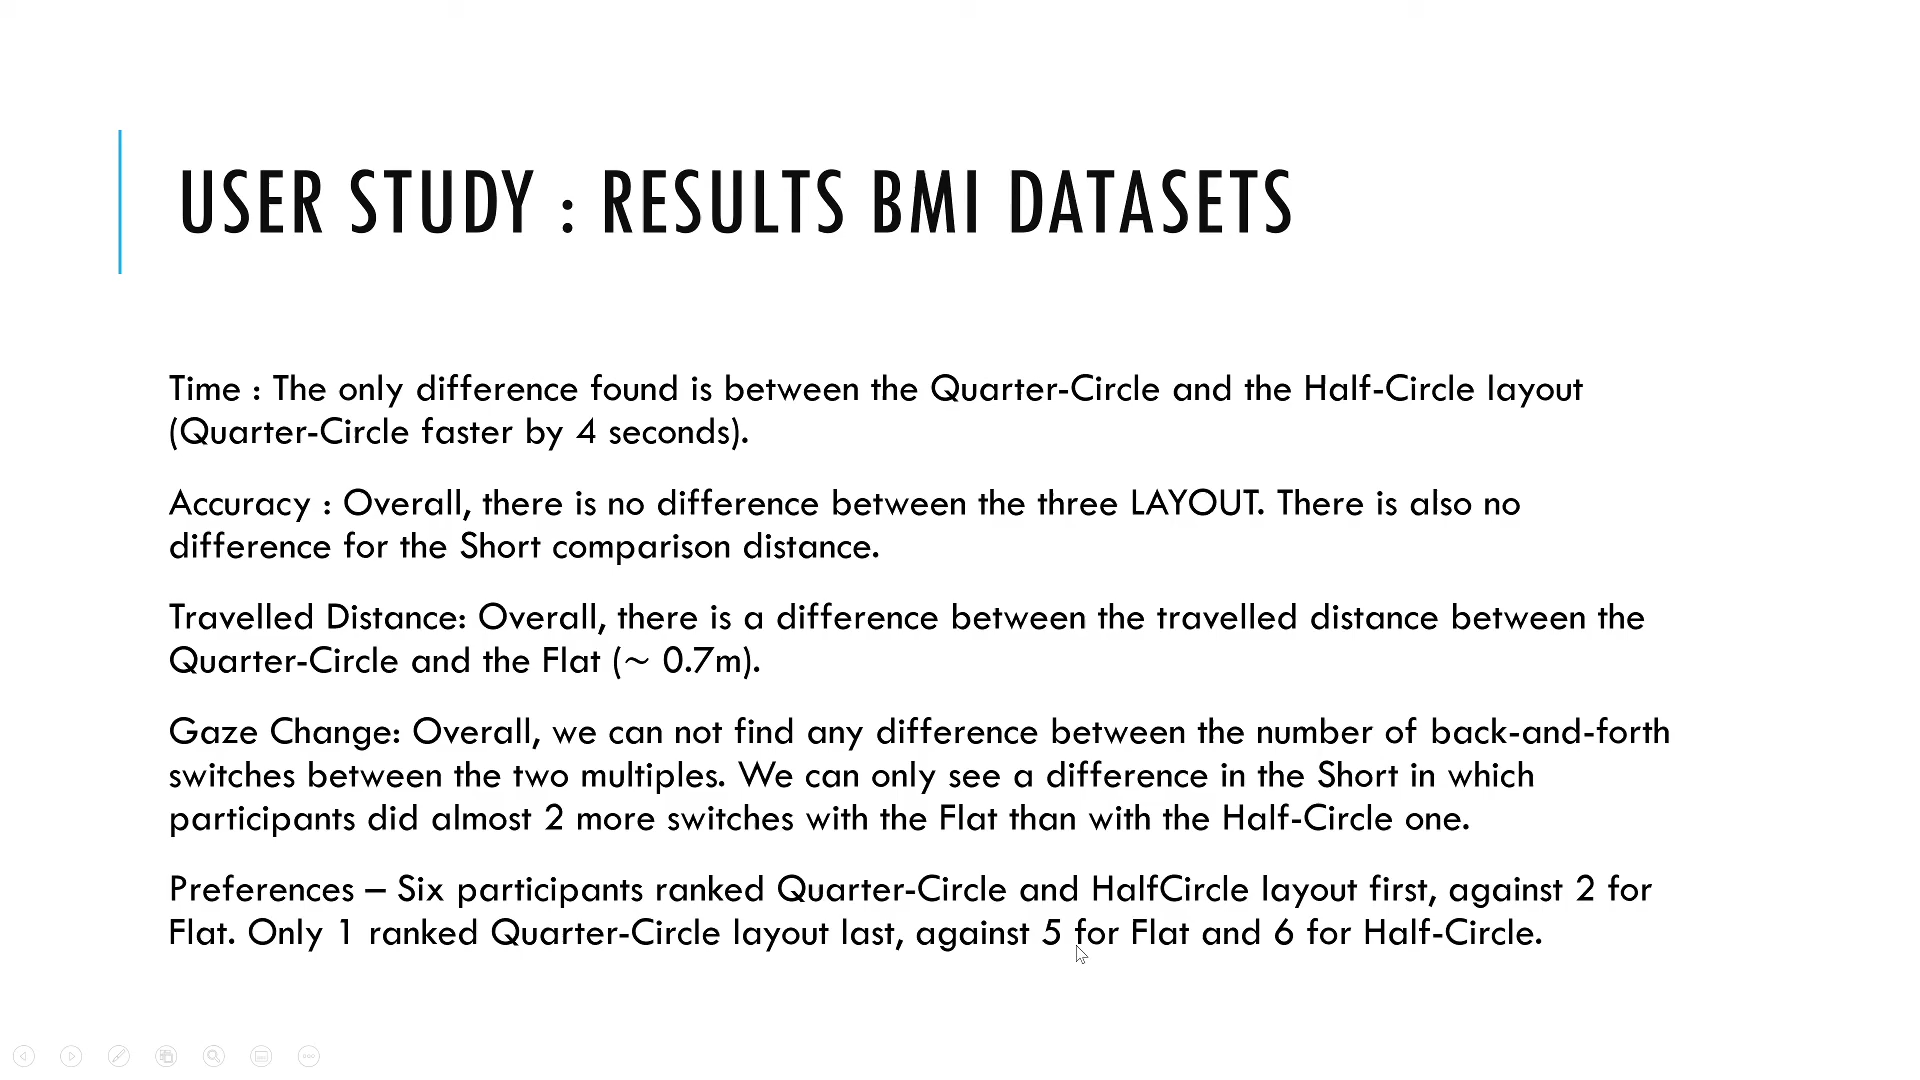 USER STUDY : RESULTS BMI DATASETS
Time : The only difference found is between the Quarter-Circle and the Half-Circle layout
(Quarter-Circle faster by 4 seconds).
Accuracy : Overall, there is no difference between the three LAYOUT. There is also no
difference for the Short comparison distance.
Travelled Distance: Overall, there is a difference between the travelled distance between the
Quarter-Circle and the Flat (~ 0.7m).
Gaze Change: Overall, we can not find any difference between the number of back-and-forth
switches between the two multiples. We can only see a difference in the Short in which
participants did almost 2 more switches with the Flat than with the Half-Circle one.
Preferences – Six participants ranked Quarter-Circle and HalfCircle layout first, against 2 for
Flat. Only 1 ranked Quarter-Circle layout last, against 5 for Flat and 6 for Half-Circle.